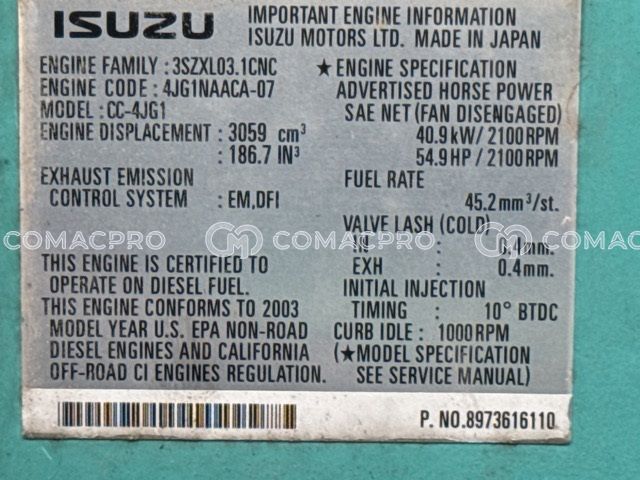 ISUZU
IMPORTANT ENGINE INFORMATION
ISUZU MOTORS LTD. MADE IN JAPAN
ENGINE FAMILY : 3SZXL03.1CNC
ENGINE CODE : 4JG1NAACA-07
MODEL : CC-4JG1
ENGINE DISPLACEMENT : 3059 cm³
: 186.7 IN³
EXHAUST EMISSION
CONTROL SYSTEM : EM,DFI
THIS ENGINE IS CERTIFIED TO
OPERATE ON DIESEL FUEL.
THIS ENGINE CONFORMS TO 2003
MODEL YEAR U.S. EPA NON-ROAD
DIESEL ENGINES AND CALIFORNIA
OFF-ROAD CI ENGINES REGULATION.
★ENGINE SPECIFICATION
ADVERTISED HORSE POWER
SAE NET (FAN DISENGAGED)
40.9kW / 2100RPM
54.9HP / 2100RPM
FUEL RATE
45.2mm³/st.
VALVE LASH (COLD)
IN 0.4mm.
EXH 0.4mm.
INITIAL INJECTION
TIMING : 10° BTDC
CURB IDLE : 1000RPM
(★MODEL SPECIFICATION
SEE SERVICE MANUAL)
P. NO.8973616110
COMACPRO COMACPRO COMACPRO